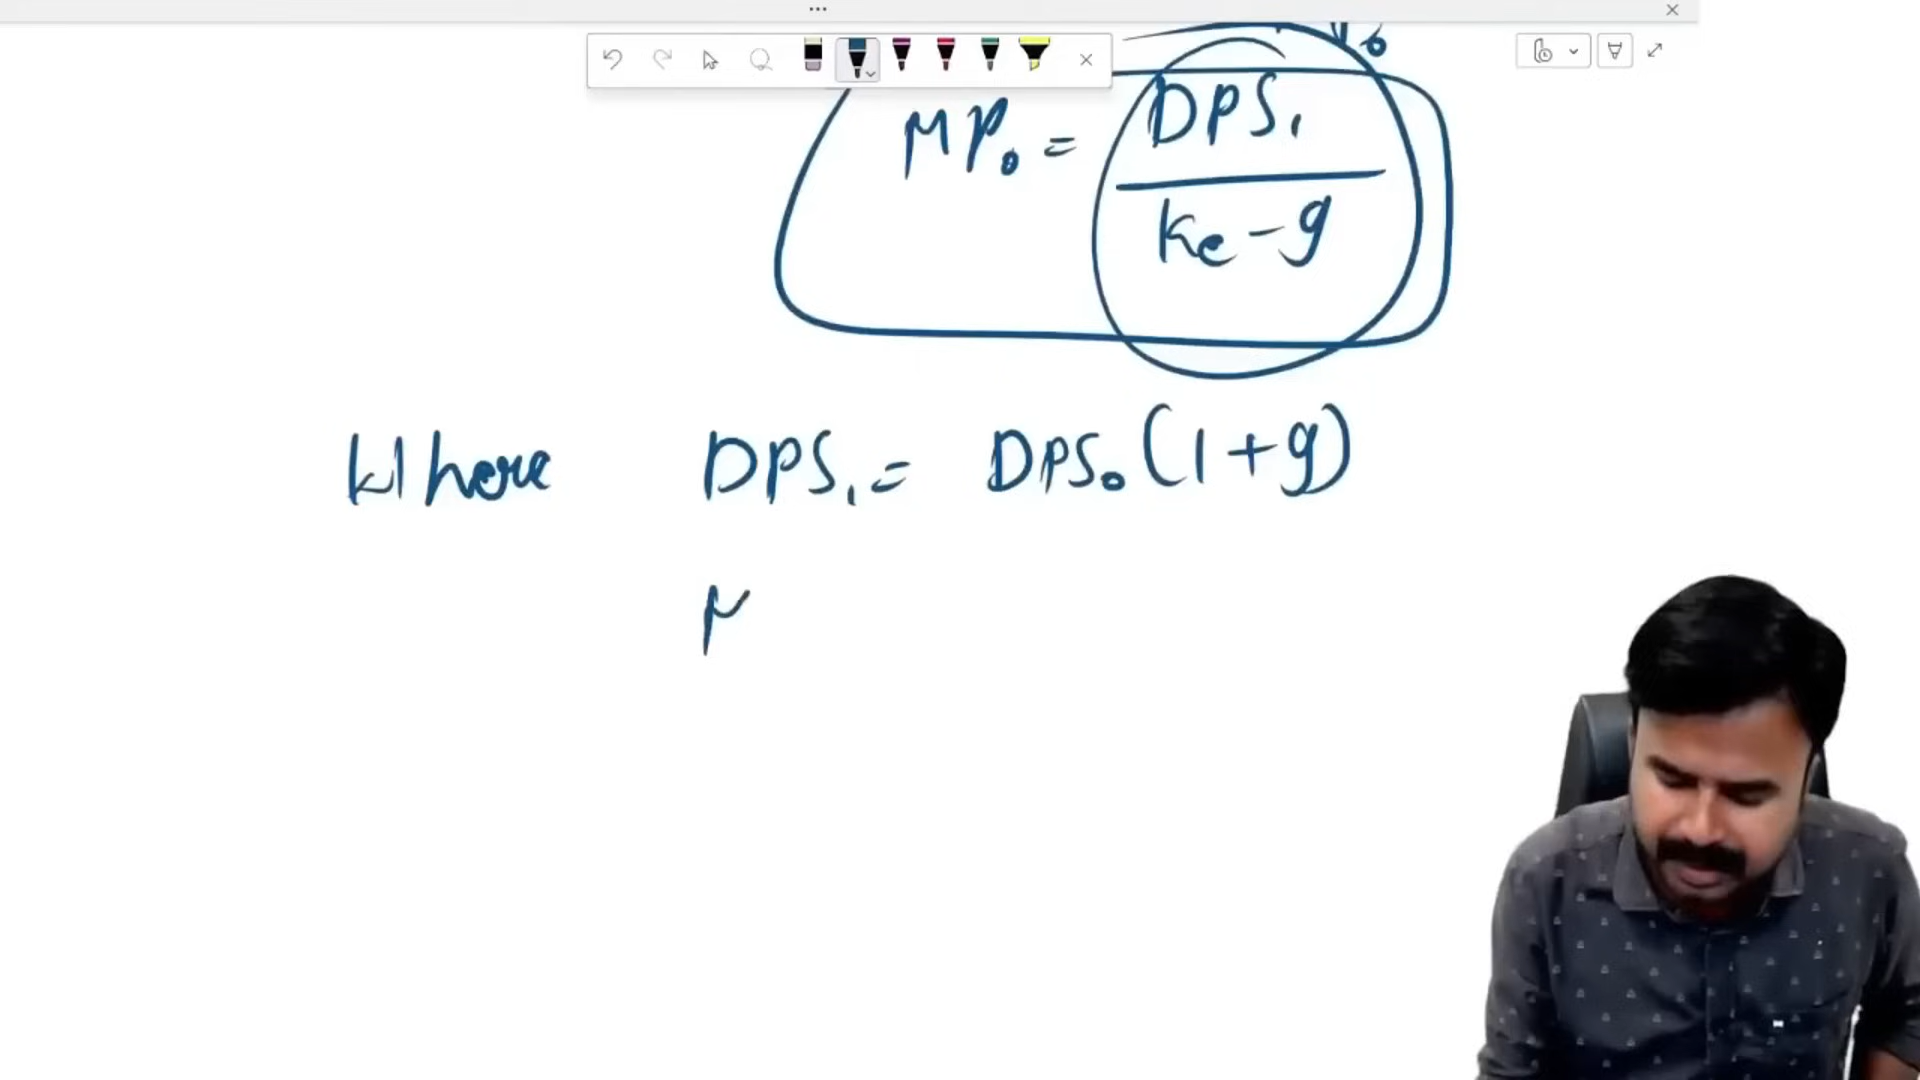 MP₀ = DPS₁
Ke - g
Where DPS₁ = DPS₀ (1 + g)
M